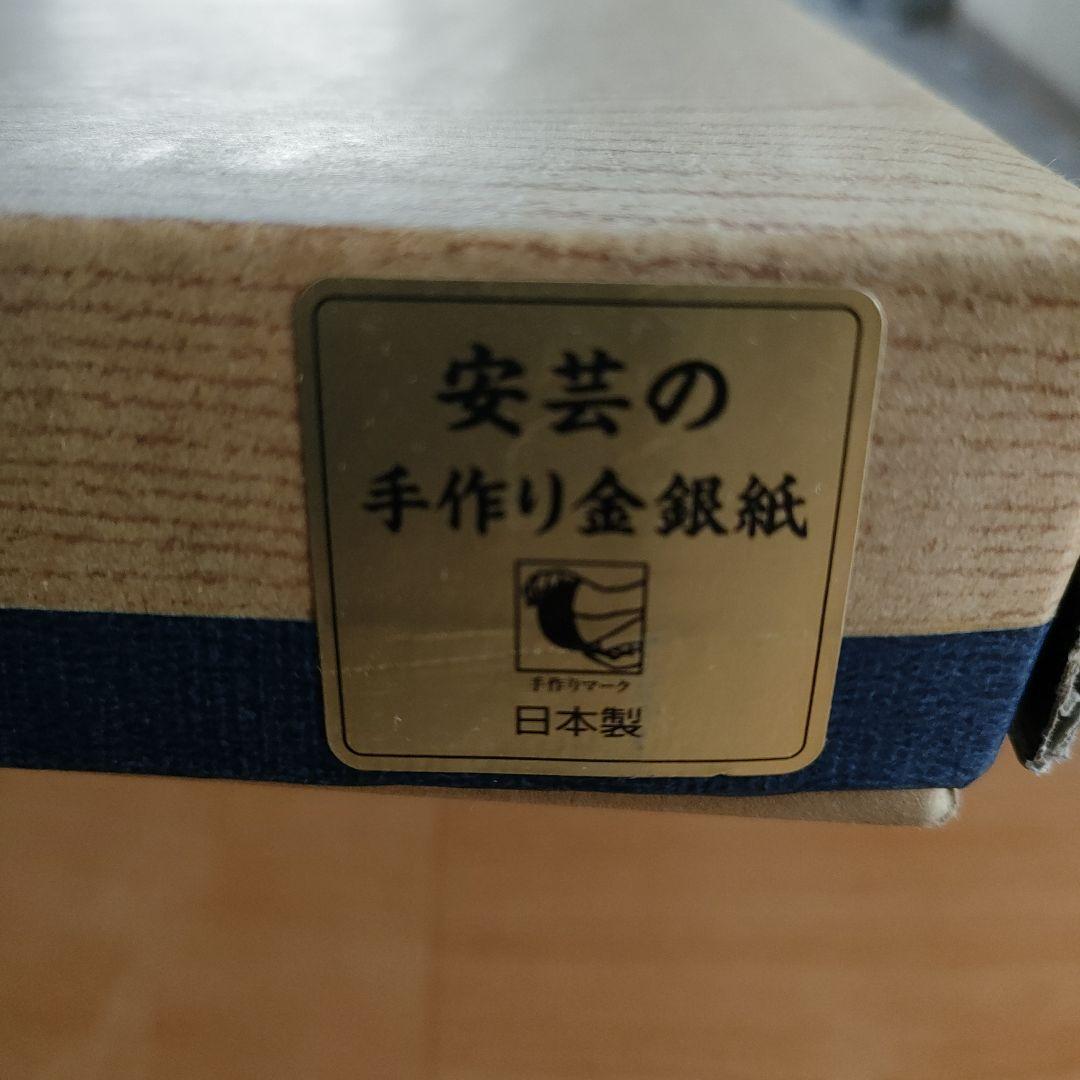 安芸の
手作り金銀紙
手作りマーク
日本製